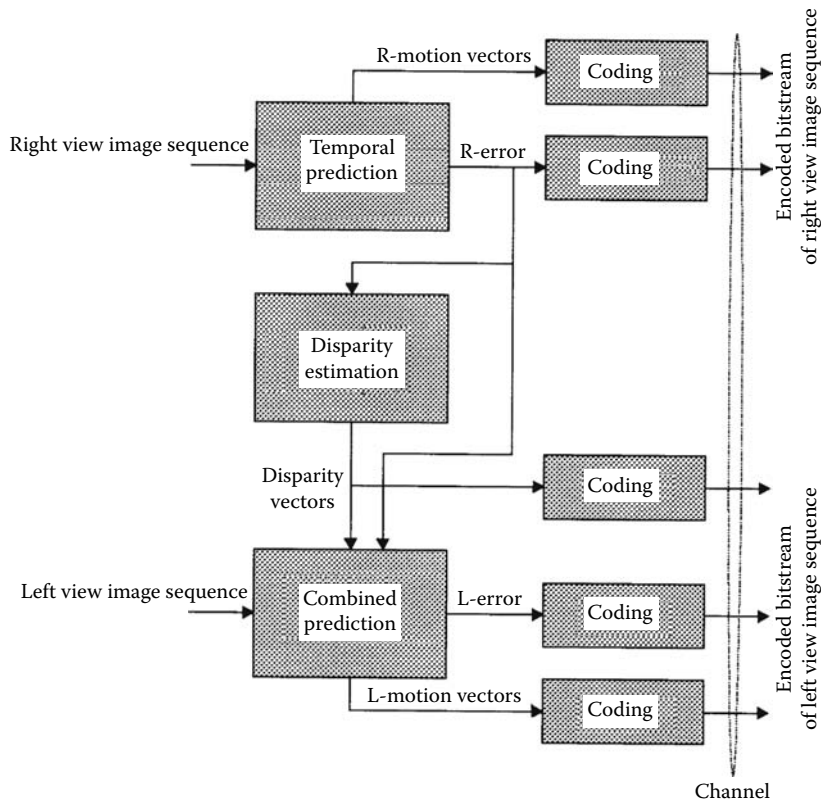 R-motion vectors
Coding
Right view image sequence
Temporal
prediction
R-error
Coding
Encoded bitstream
of right view image sequence
Disparity
estimation
Disparity
vectors
Coding
Left view image sequence
Combined
prediction
L-error
Coding
L-motion vectors
Coding
Encoded bitstream
of left view image sequence
Channel